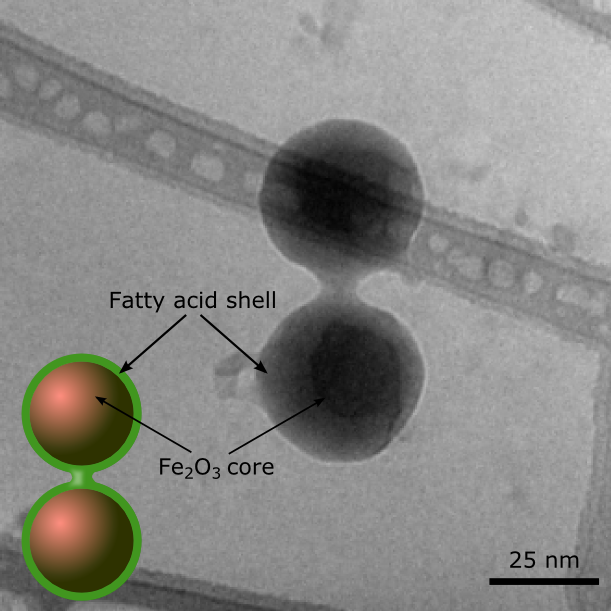 Fatty acid shell
Fe₂O₃ core
25 nm